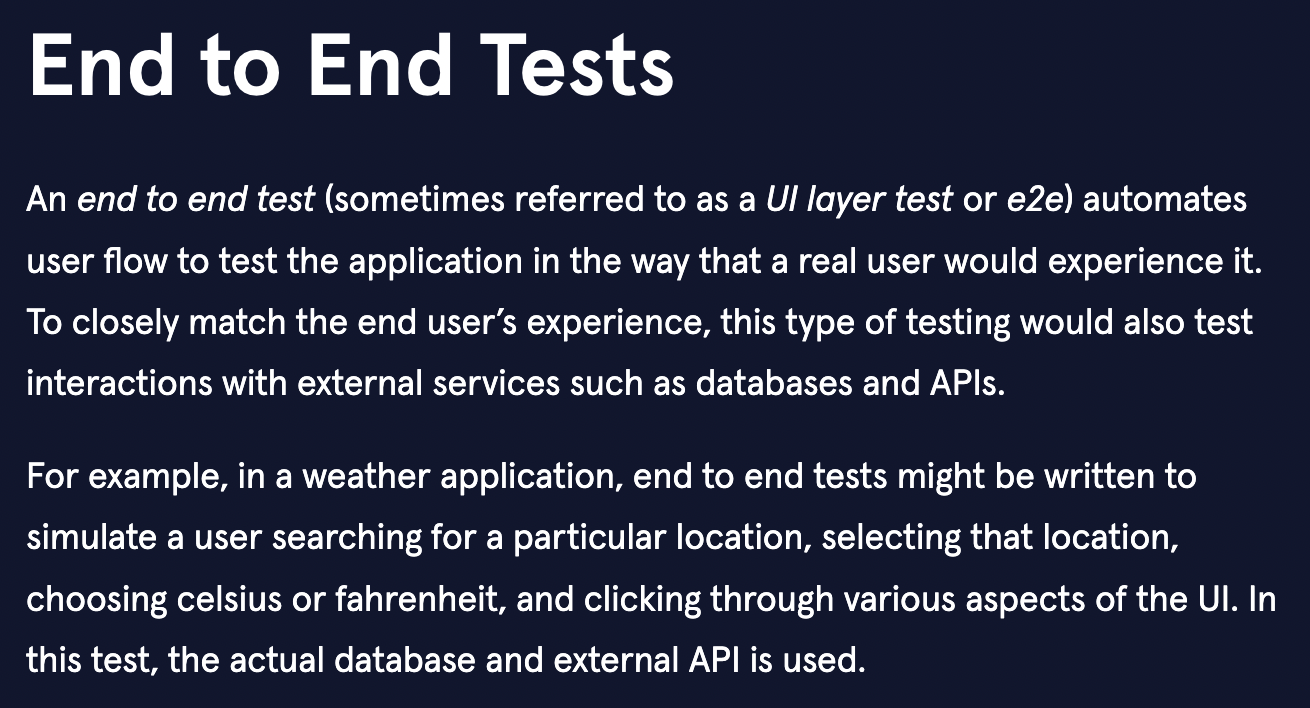 End to End Tests
An end to end test (sometimes referred to as a UI layer test or e2e) automates
user flow to test the application in the way that a real user would experience it.
To closely match the end user’s experience, this type of testing would also test
interactions with external services such as databases and APIs.
For example, in a weather application, end to end tests might be written to
simulate a user searching for a particular location, selecting that location,
choosing celsius or fahrenheit, and clicking through various aspects of the UI. In
this test, the actual database and external API is used.